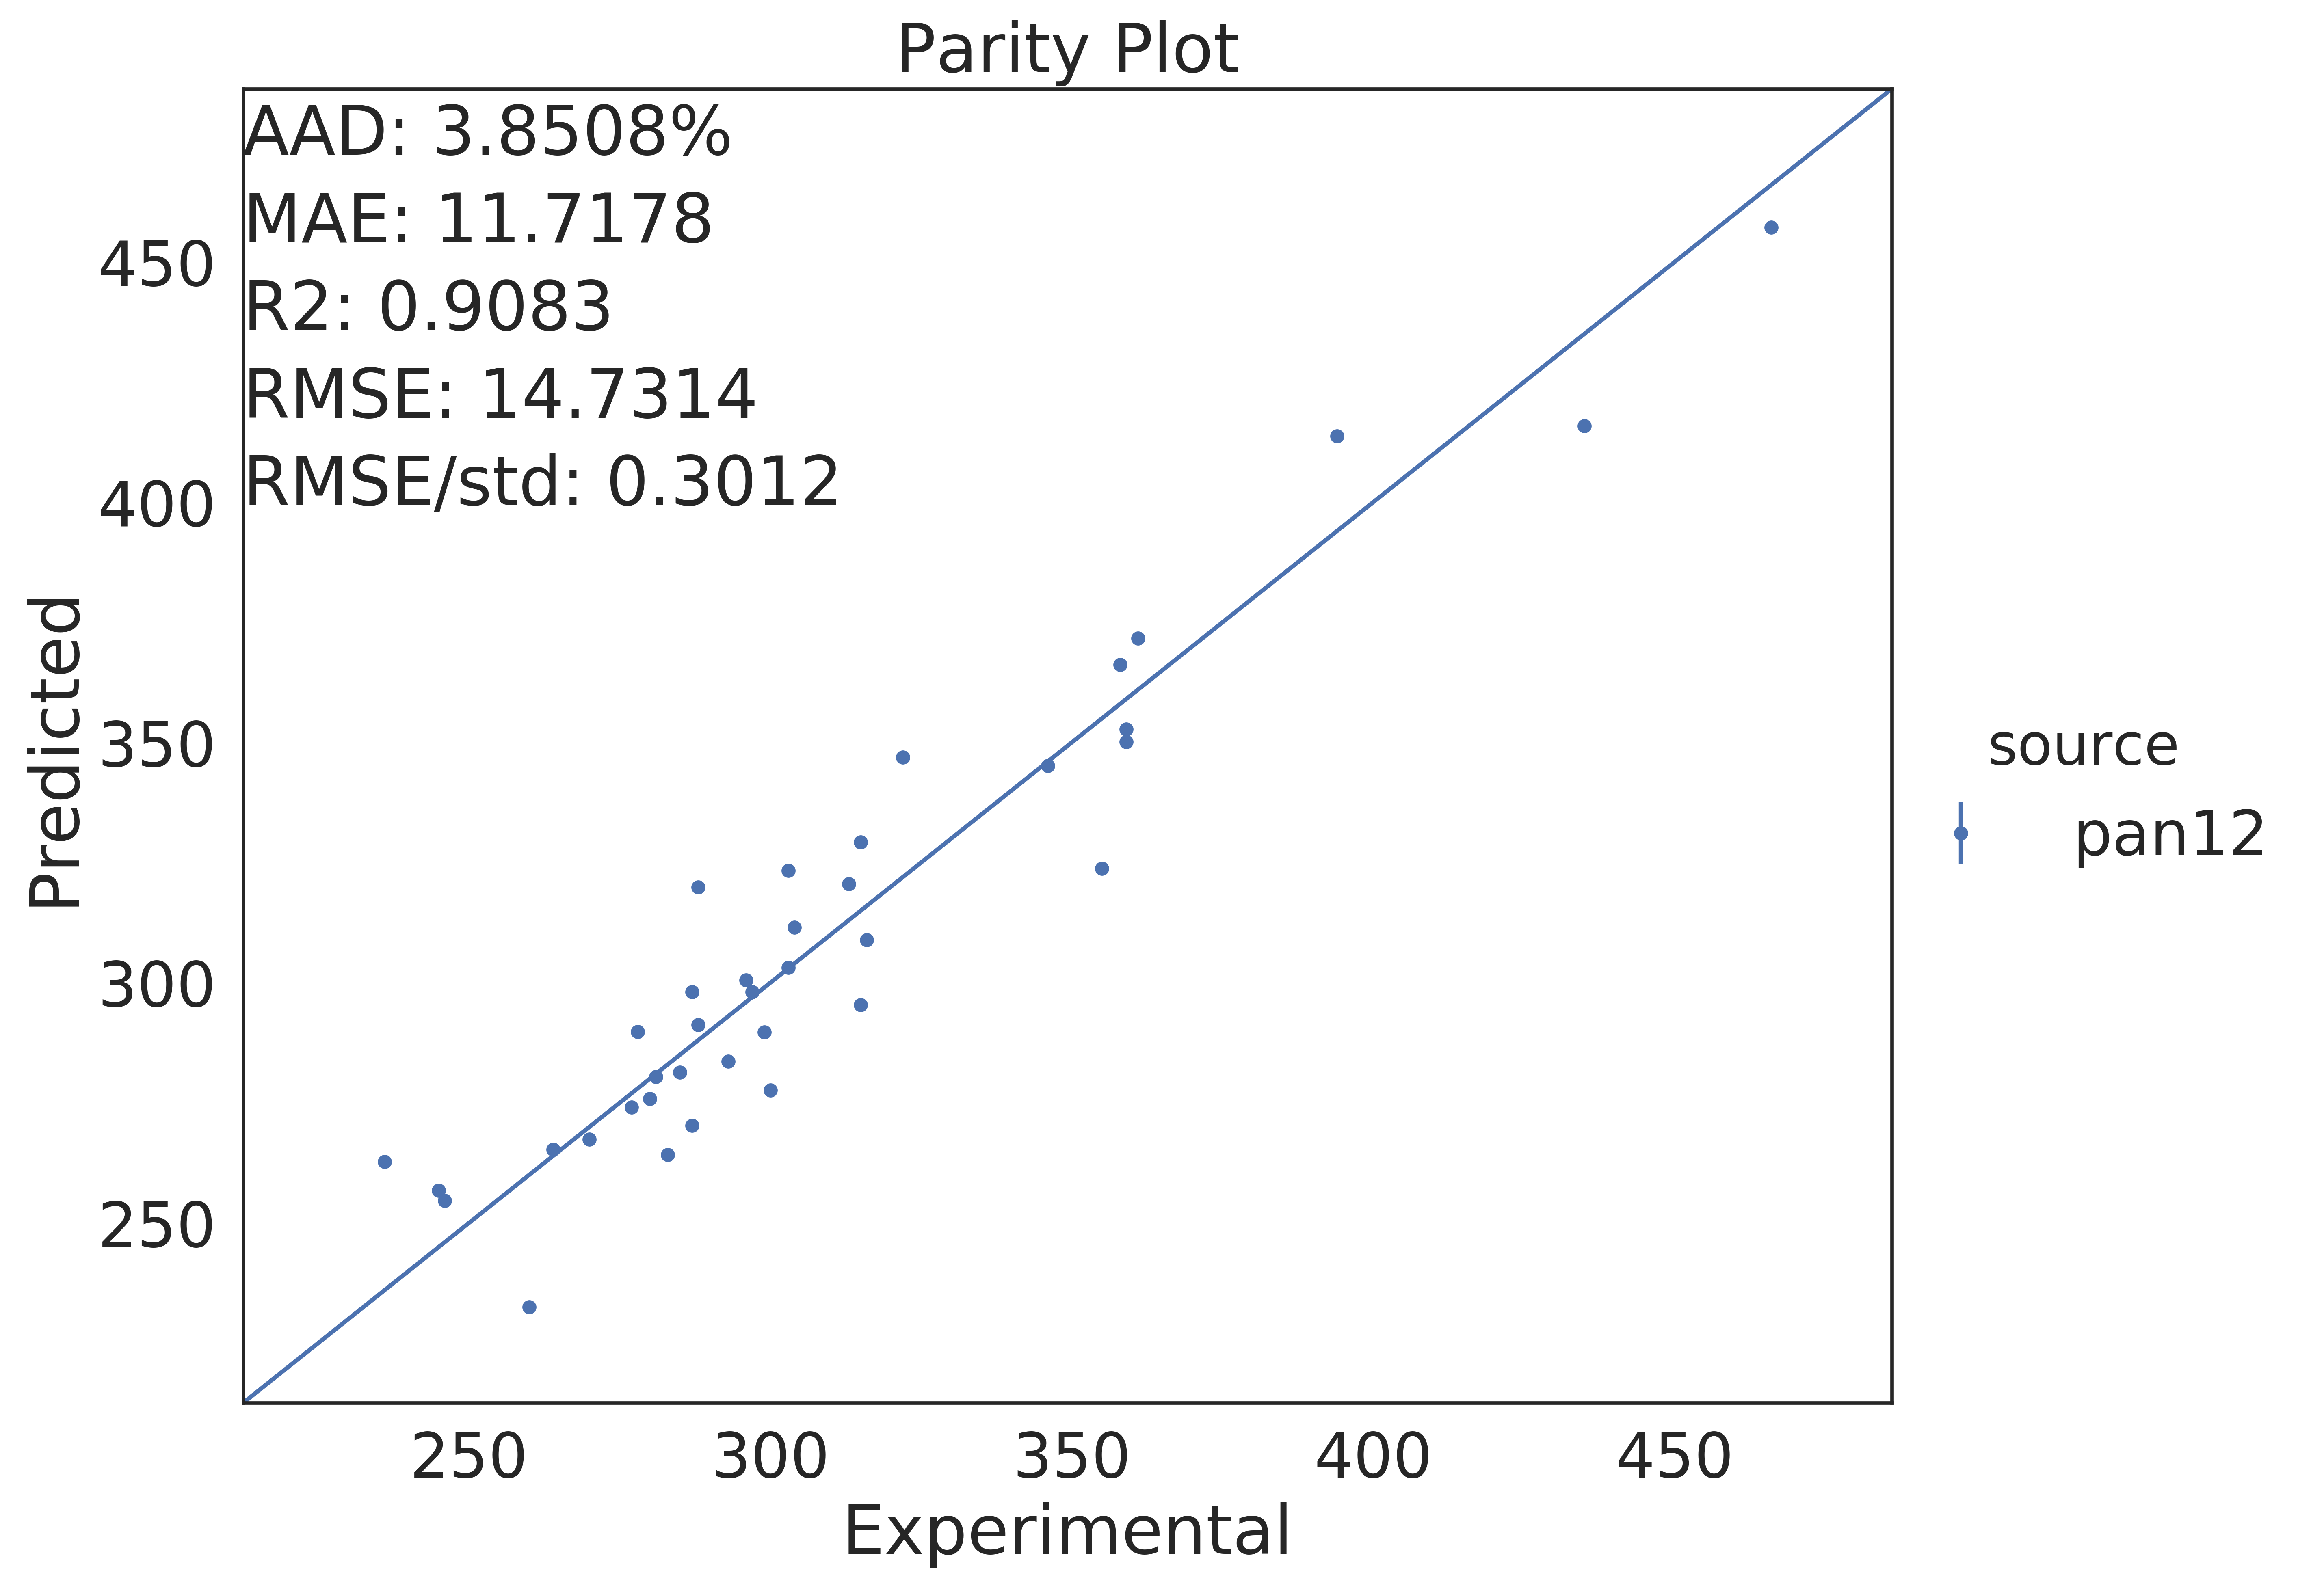 Parity Plot
AAD: 3.8508%
MAE: 11.7178
R2: 0.9083
RMSE: 14.7314
RMSE/std: 0.3012
450
400
350
300
250
Predicted
250 300 350 400 450
Experimental
source
pan12